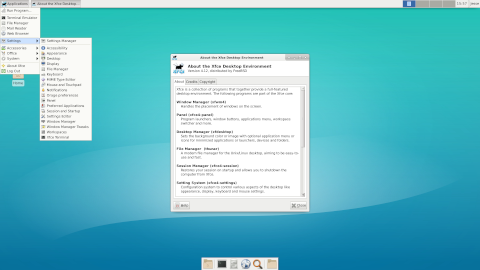 Applications
About the Xfce Desktop
Run Program...
Terminal Emulator
File Manager
Mail Reader
Web Browser
Settings
Accessories
Office
System
About Xfce
Log Out
Home
Settings Manager
Accessibility
Appearance
Desktop
Display
File Manager
Keyboard
MIME Type Editor
Mouse and Touchpad
Notifications
Orage preferences
Panel
Preferred Applications
Session and Startup
Settings Editor
Window Manager
Window Manager Tweaks
Workspaces
Xfce Terminal
About the Xfce Desktop Environment
About the Xfce Desktop Environment
Version 4.12, distributed by FreeBSD
About Credits Copyright
Xfce is a collection of programs that together provide a full-featured
desktop environment. The following programs are part of the Xfce core:
Window Manager (xfwm4)
Handles the placement of windows on the screen.
Panel (xfce4-panel)
Program launchers, window buttons, applications menu, workspace
switcher and more.
Desktop Manager (xfdesktop)
Sets the background color or image with optional application menu or
icons for minimized applications or launchers, devices and folders.
File Manager (thunar)
A modern file manager for the Unix/Linux desktop, aiming to be easy to
use and fast.
Session Manager (xfce4-session)
Restores your session on startup and allows you to shutdown the
computer from Xfce.
Setting System (xfce4-settings)
Configuration system to control various aspects of the desktop like
appearance, display, keyboard and mouse settings.
Help
Close